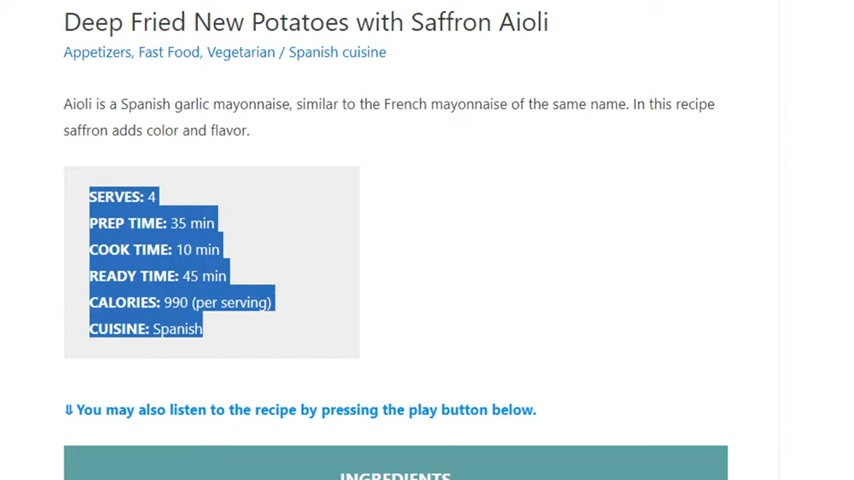 Deep Fried New Potatoes with Saffron Aioli
Appetizers, Fast Food, Vegetarian / Spanish cuisine
Aioli is a Spanish garlic mayonnaise, similar to the French mayonnaise of the same name. In this recipe
saffron adds color and flavor.
SERVES: 4
PREP TIME: 35 min
COOK TIME: 10 min
READY TIME: 45 min
CALORIES: 990 (per serving)
CUISINE: Spanish
⇓ You may also listen to the recipe by pressing the play button below.
INGREDIENTS